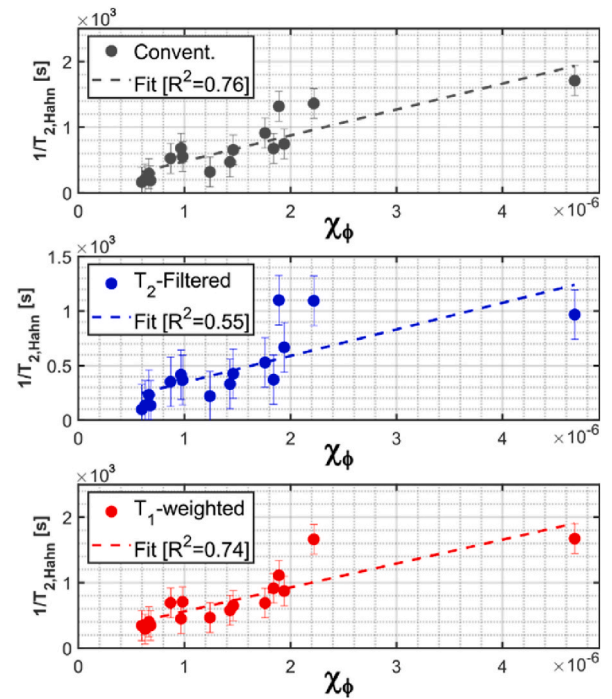 ×10³
2
1
0
1/T₂,Hahn [s]
Convent.
Fit [R²=0.76]
0 1 2 3 4 ×10⁻⁶
χϕ
×10³
1.5
1
0.5
0
1/T₂,Hahn [s]
T₂-Filtered
Fit [R²=0.55]
0 1 2 3 4 ×10⁻⁶
χϕ
×10³
2
1
0
1/T₂,Hahn [s]
T₁-weighted
Fit [R²=0.74]
0 1 2 3 4 ×10⁻⁶
χϕ